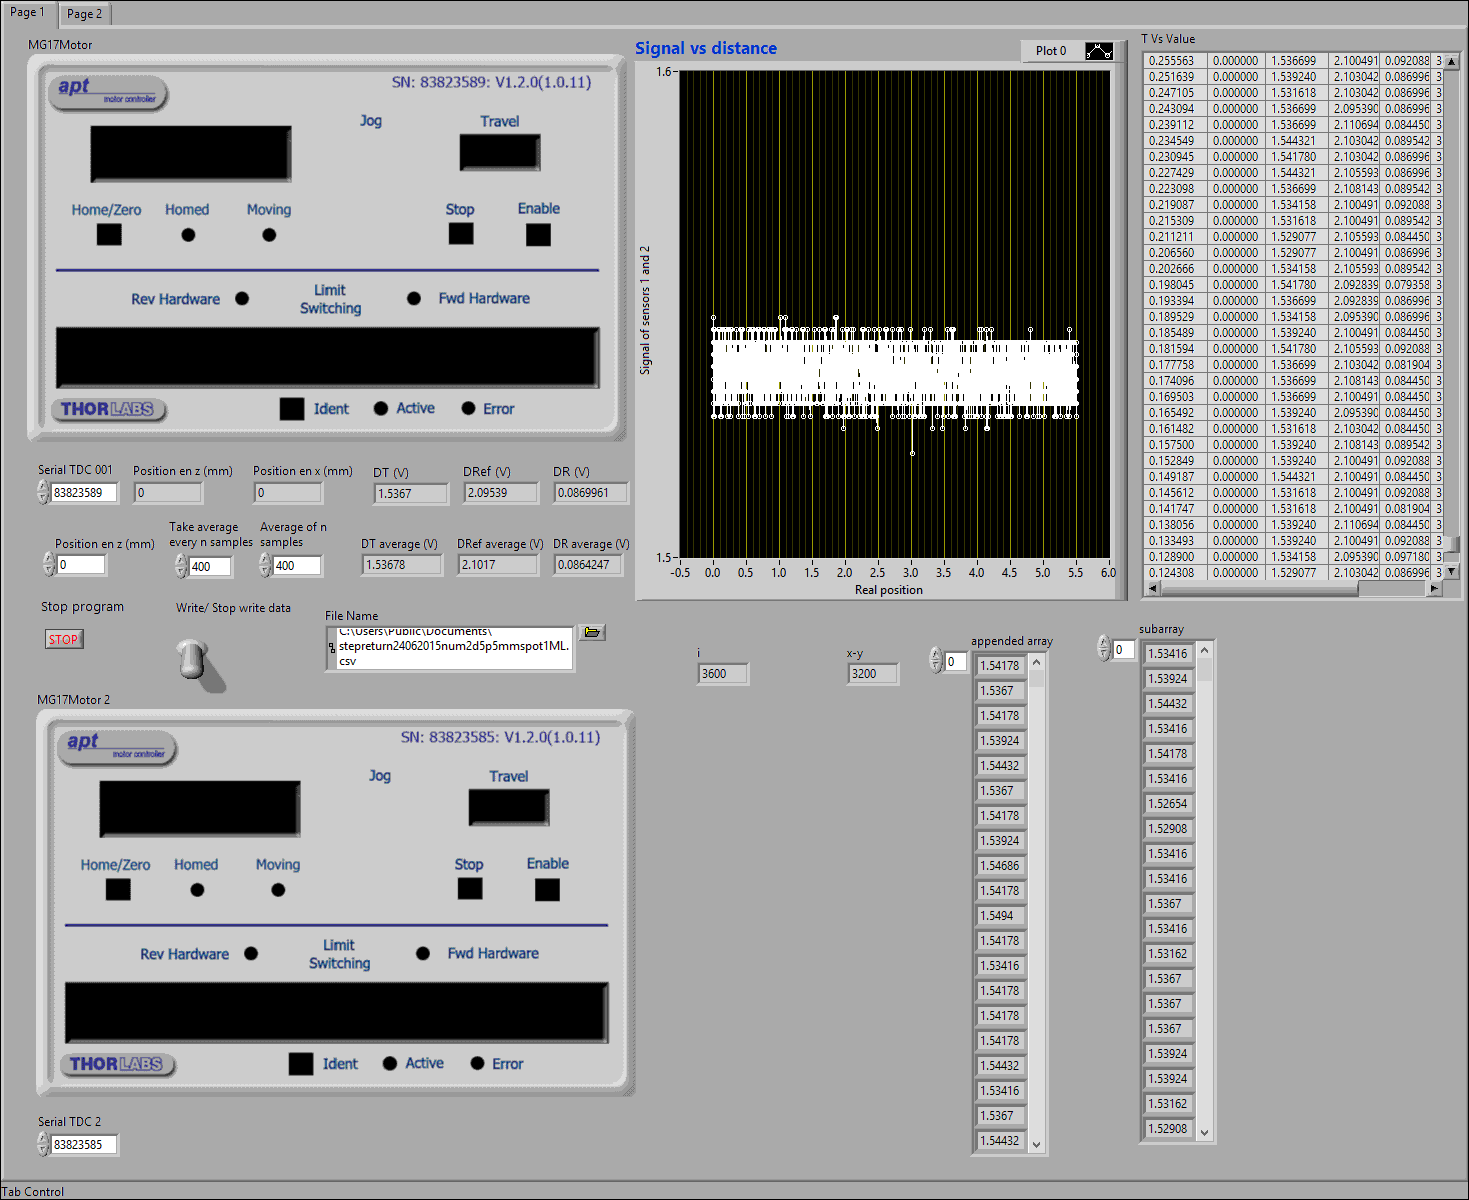 Page 1
Page 2
MG17Motor
apt
motor controller
SN: 83823589: V1.2.0(1.0.11)
Jog
Travel
Home/Zero
Homed
Moving
Stop
Enable
Rev Hardware
Limit
Switching
Fwd Hardware
THORLABS
Ident
Active
Error
Serial TDC 001
Position en z (mm)
Position en x (mm)
DT (V)
DRef (V)
DR (V)
83823589
0
0
1.5367
2.09539
0.0869961
Position en z (mm)
Take average
every n samples
Average of n
samples
DT average (V)
DRef average (V)
DR average (V)
0
400
400
1.53678
2.1017
0.0864247
Stop program
STOP
Write/ Stop write data
File Name
C:\Users\Public\Documents\
stepreturn24062015num2d5p5mmspot1ML.
csv
MG17Motor 2
apt
motor controller
SN: 83823585: V1.2.0(1.0.11)
Jog
Travel
Home/Zero
Homed
Moving
Stop
Enable
Rev Hardware
Limit
Switching
Fwd Hardware
THORLABS
Ident
Active
Error
Serial TDC 2
83823585
Signal vs distance
Plot 0
Signal of sensors 1 and 2
1.6
1.5
-0.5 0.0 0.5 1.0 1.5 2.0 2.5 3.0 3.5 4.0 4.5 5.0 5.5 6.0
Real position
T Vs Value
0.255563 0.000000 1.536699 2.100491 0.092088 3
0.251639 0.000000 1.539240 2.103042 0.086996 3
0.247105 0.000000 1.531618 2.103042 0.086996 3
0.243094 0.000000 1.536699 2.095390 0.086996 3
0.239112 0.000000 1.536699 2.110694 0.084450 3
0.234549 0.000000 1.544321 2.103042 0.089542 3
0.230945 0.000000 1.541780 2.103042 0.086996 3
0.227429 0.000000 1.544321 2.105593 0.086996 3
0.223098 0.000000 1.536699 2.108143 0.089542 3
0.219087 0.000000 1.534158 2.100491 0.092088 3
0.215309 0.000000 1.531618 2.100491 0.089542 3
0.211211 0.000000 1.529077 2.105593 0.084450 3
0.206560 0.000000 1.529077 2.100491 0.086996 3
0.202666 0.000000 1.534158 2.105593 0.089542 3
0.198045 0.000000 1.541780 2.092839 0.079358 3
0.193394 0.000000 1.536699 2.092839 0.086996 3
0.189529 0.000000 1.534158 2.095390 0.086996 3
0.185489 0.000000 1.539240 2.100491 0.084450 3
0.181594 0.000000 1.541780 2.105593 0.092088 3
0.177758 0.000000 1.536699 2.103042 0.081904 3
0.174096 0.000000 1.536699 2.108143 0.084450 3
0.169503 0.000000 1.536699 2.100491 0.084450 3
0.165492 0.000000 1.539240 2.095390 0.084450 3
0.161482 0.000000 1.531618 2.103042 0.084450 3
0.157500 0.000000 1.539240 2.108143 0.089542 3
0.152849 0.000000 1.539240 2.100491 0.092088 3
0.149187 0.000000 1.544321 2.100491 0.084450 3
0.145612 0.000000 1.531618 2.100491 0.092088 3
0.141747 0.000000 1.531618 2.100491 0.081904 3
0.138056 0.000000 1.539240 2.110694 0.084450 3
0.133493 0.000000 1.539240 2.100491 0.092088 3
0.128900 0.000000 1.534158 2.095390 0.097180 3
0.124308 0.000000 1.529077 2.103042 0.086996 3
i
3600
x-y
3200
appended array
0
1.54178
1.5367
1.54178
1.53924
1.54432
1.5367
1.54178
1.53924
1.54686
1.54178
1.5494
1.54178
1.53416
1.54178
1.54178
1.54178
1.54432
1.53416
1.5367
1.54432
subarray
0
1.53416
1.53924
1.54432
1.53416
1.54178
1.53416
1.52654
1.52908
1.53416
1.53416
1.5367
1.53416
1.53162
1.5367
1.5367
1.5367
1.53924
1.53924
1.53162
1.52908
Tab Control